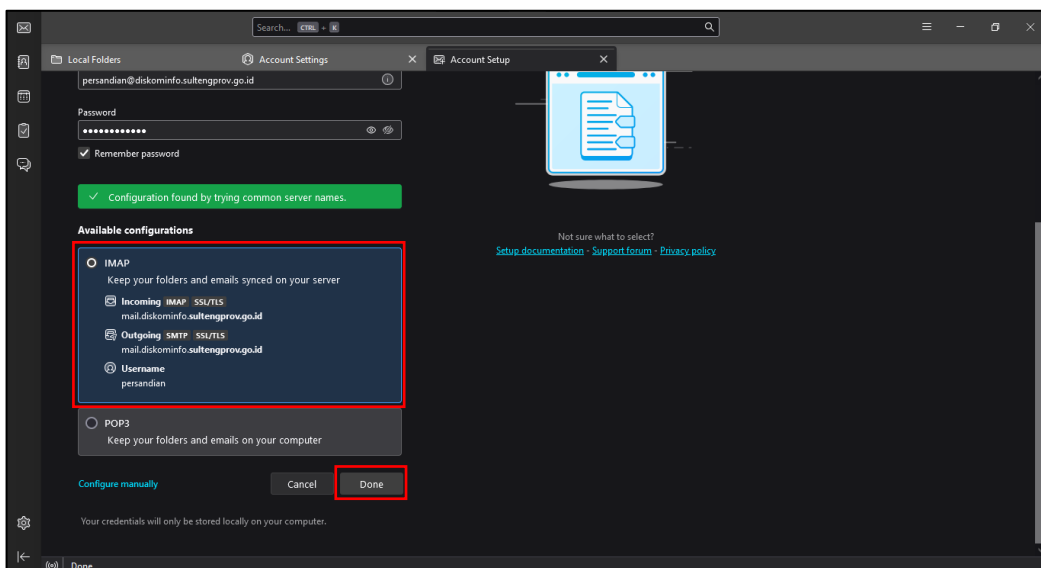 Search... CTRL + K
Local Folders
Account Settings
Account Setup
persandian@diskominfo.sultengprov.go.id
Password
Remember password
Configuration found by trying common server names.
Available configurations
IMAP
Keep your folders and emails synced on your server
Incoming IMAP SSL/TLS
mail.diskominfo.sultengprov.go.id
Outgoing SMTP SSL/TLS
mail.diskominfo.sultengprov.go.id
Username
persandian
POP3
Keep your folders and emails on your computer
Configure manually
Cancel
Done
Your credentials will only be stored locally on your computer.
Not sure what to select?
Setup documentation - Support forum - Privacy policy
Done